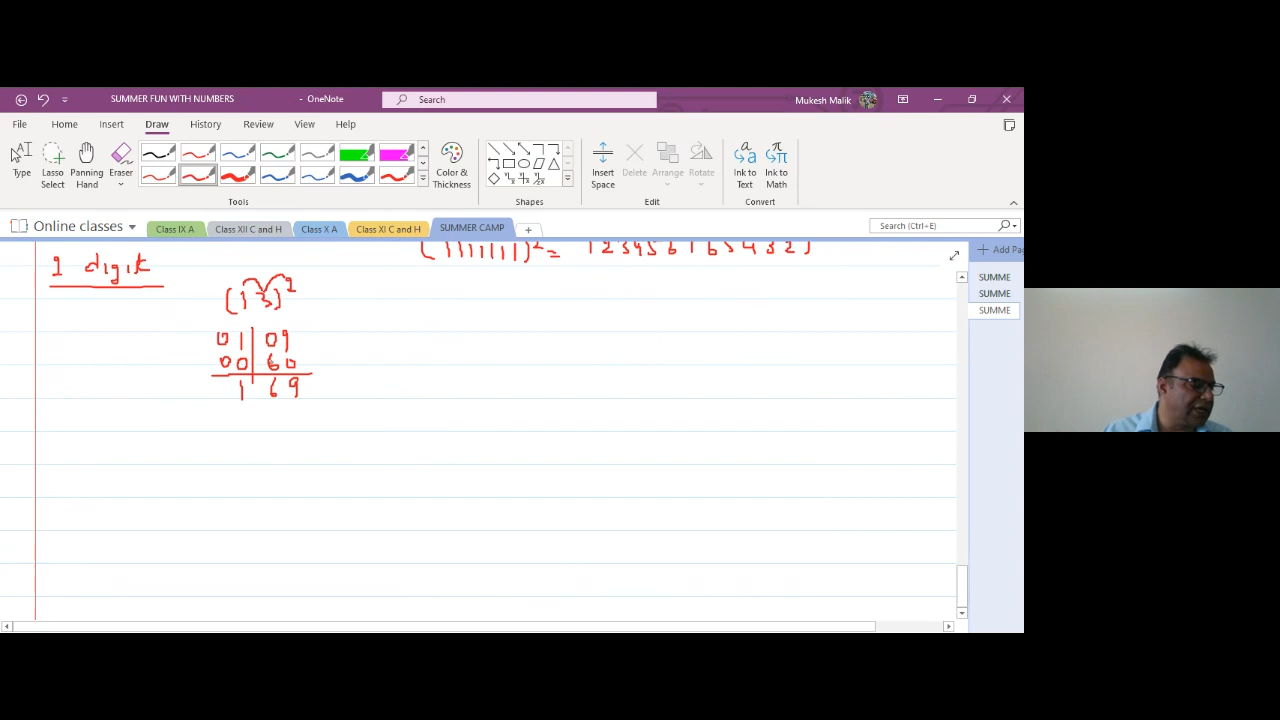 SUMMER FUN WITH NUMBERS - OneNote Search Mukesh Malik
File Home Insert Draw History Review View Help
Type Lasso Select Panning Hand Eraser Color & Thickness Insert Space Delete Arrange Rotate Ink to Text Ink to Math
Tools Shapes Edit Convert
Online classes Class IX A Class XII C and H Class X A Class XI C and H SUMMER CAMP + Search (Ctrl+E)
Add Pa
SUMME
SUMME
SUMME
digit
(13)²
01 | 09
00 | 60
1 69